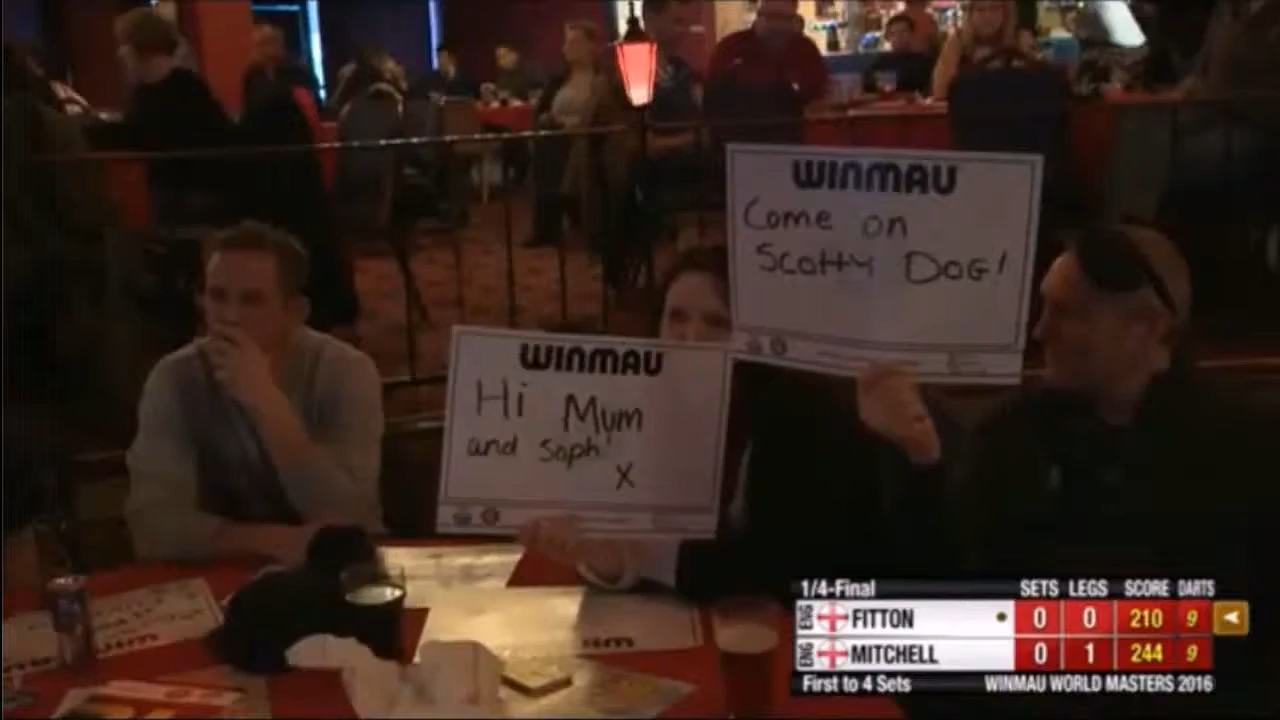 WINMAU
Come on
Scotty Dog!
WINMAU
Hi Mum
and Soph!
x
1/4-Final SETS LEGS SCORE DARTS
ENG FITTON 0 0 210 9
ENG MITCHELL 0 1 244 9
First to 4 Sets WINMAU WORLD MASTERS 2016